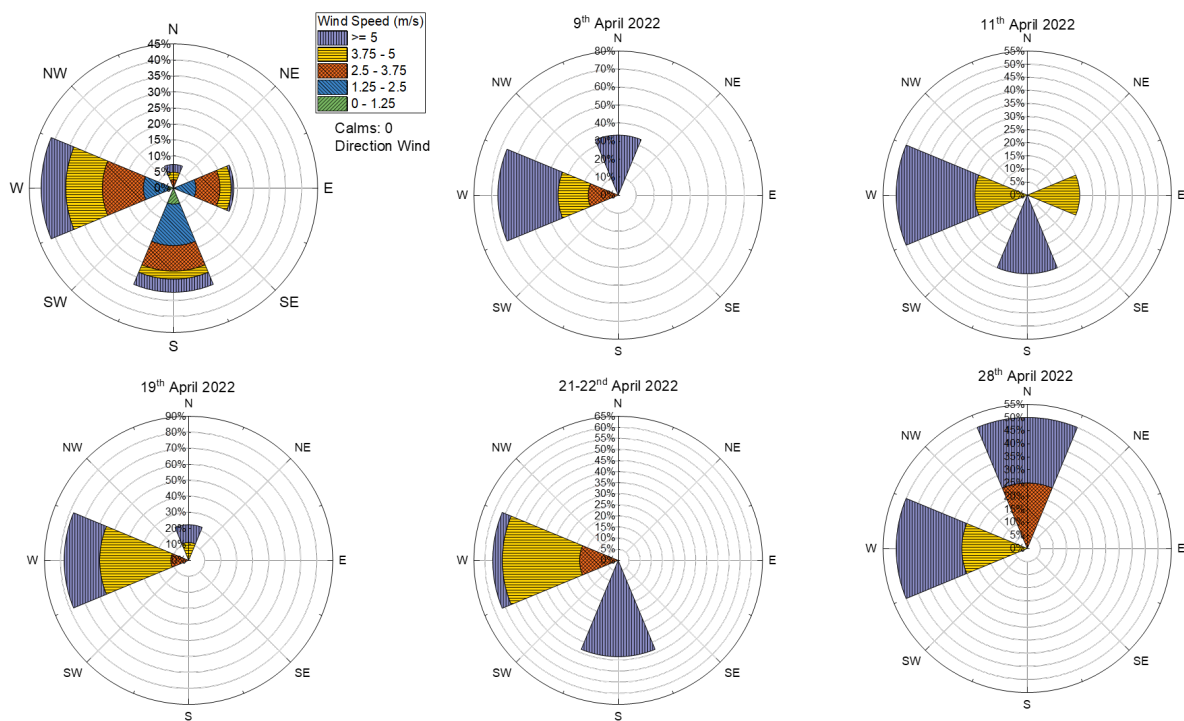 Wind Speed (m/s)
>= 5
3.75 - 5
2.5 - 3.75
1.25 - 2.5
0 - 1.25
Calms: 0
Direction Wind
N
45%
40%
35%
30%
25%
20%
15%
10%
5%
0%
NW
NE
W
E
SW
SE
S
9th April 2022
N
80%
70%
60%
50%
40%
30%
20%
10%
0%
NW
NE
W
E
SW
SE
S
11th April 2022
N
55%
50%
45%
40%
35%
30%
25%
20%
15%
10%
5%
0%
NW
NE
W
E
SW
SE
S
19th April 2022
N
90%
80%
70%
60%
50%
40%
30%
20%
10%
0%
NW
NE
W
E
SW
SE
S
21-22nd April 2022
N
65%
60%
55%
50%
45%
40%
35%
30%
25%
20%
15%
10%
5%
0%
NW
NE
W
E
SW
SE
S
28th April 2022
N
55%
50%
45%
40%
35%
30%
25%
20%
15%
10%
5%
0%
NW
NE
W
E
SW
SE
S